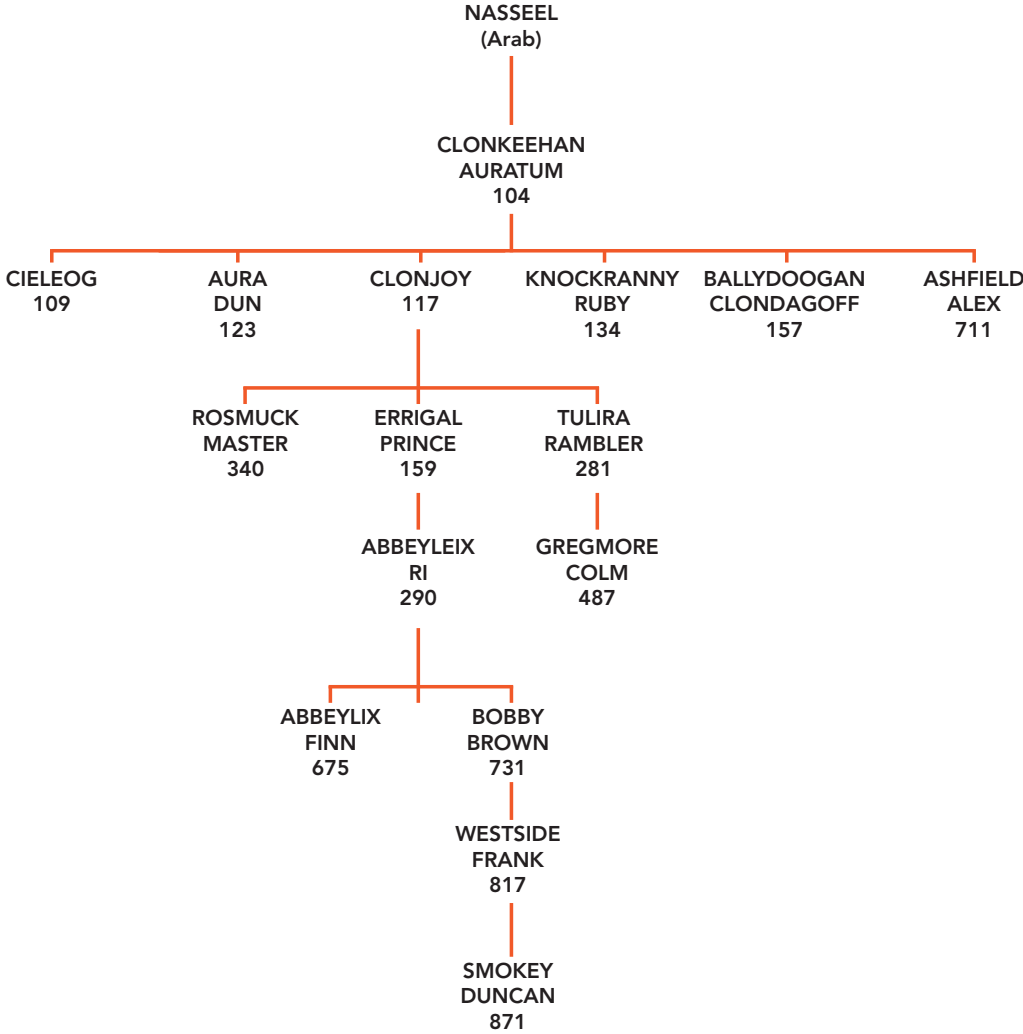 NASSEEL
(Arab)
CLONKEEHAN
AURATUM
104
CIELEOG
109
AURA
DUN
123
CLONJOY
117
KNOCKRANNY
RUBY
134
BALLYDOOGAN
CLONDAGOFF
157
ASHFIELD
ALEX
711
ROSMUCK
MASTER
340
ERRIGAL
PRINCE
159
TULIRA
RAMBLER
281
ABBEYLEIX
RI
290
GREGMORE
COLM
487
ABBEYLIX
FINN
675
BOBBY
BROWN
731
WESTSIDE
FRANK
817
SMOKEY
DUNCAN
871